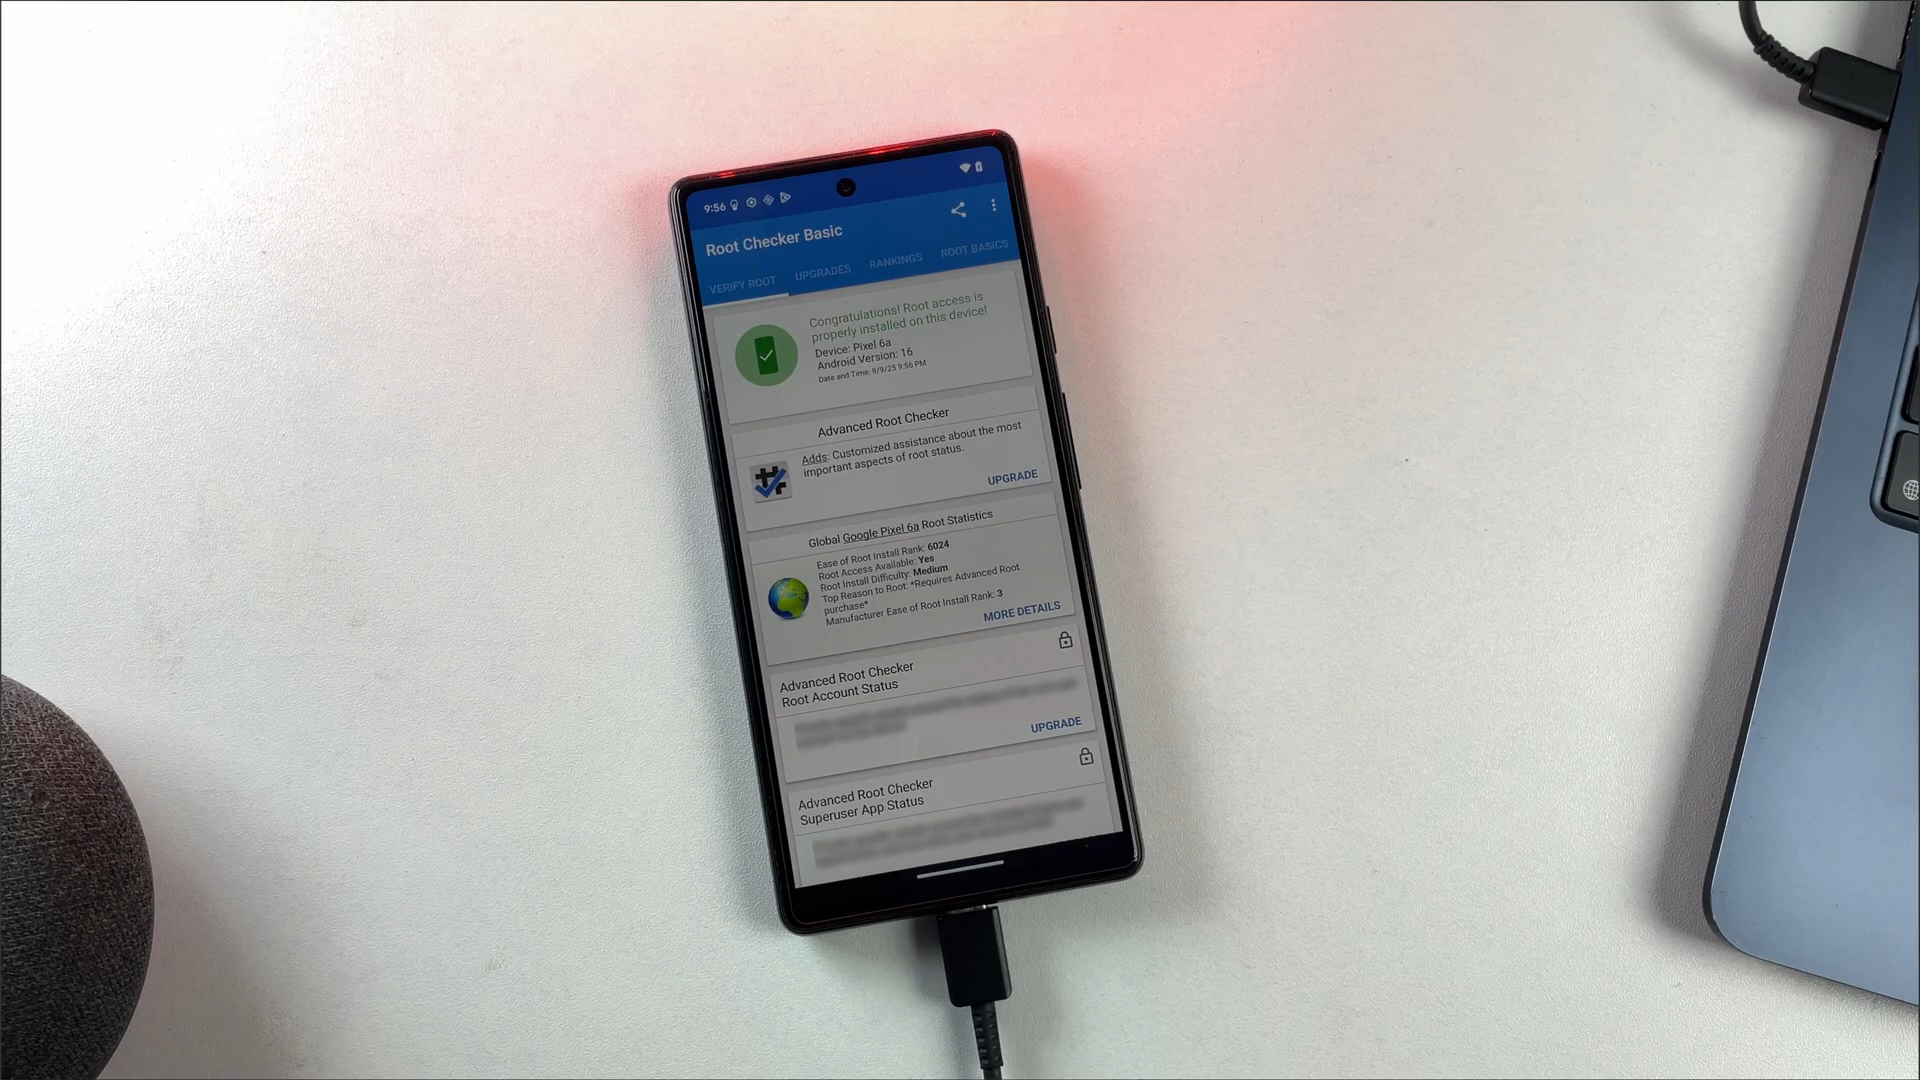 9:56
Root Checker Basic
VERIFY ROOT UPGRADES RANKINGS ROOT BASICS
Congratulations! Root access is
properly installed on this device!
Device: Pixel 6a
Android Version: 16
Date and Time: 9/9/25 9:56 PM
Advanced Root Checker
Adds: Customized assistance about the most
important aspects of root status.
UPGRADE
Global Google Pixel 6a Root Statistics
Ease of Root Install Rank: 6024
Root Access Available: Yes
Root Install Difficulty: Medium
Top Reason to Root: *Requires Advanced Root
purchase*
Manufacturer Ease of Root Install Rank: 3
MORE DETAILS
Advanced Root Checker
Root Account Status
UPGRADE
Advanced Root Checker
Superuser App Status